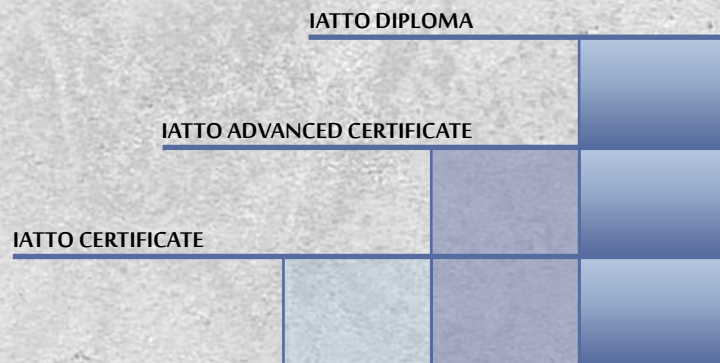 IATTO DIPLOMA
IATTO ADVANCED CERTIFICATE
IATTO CERTIFICATE